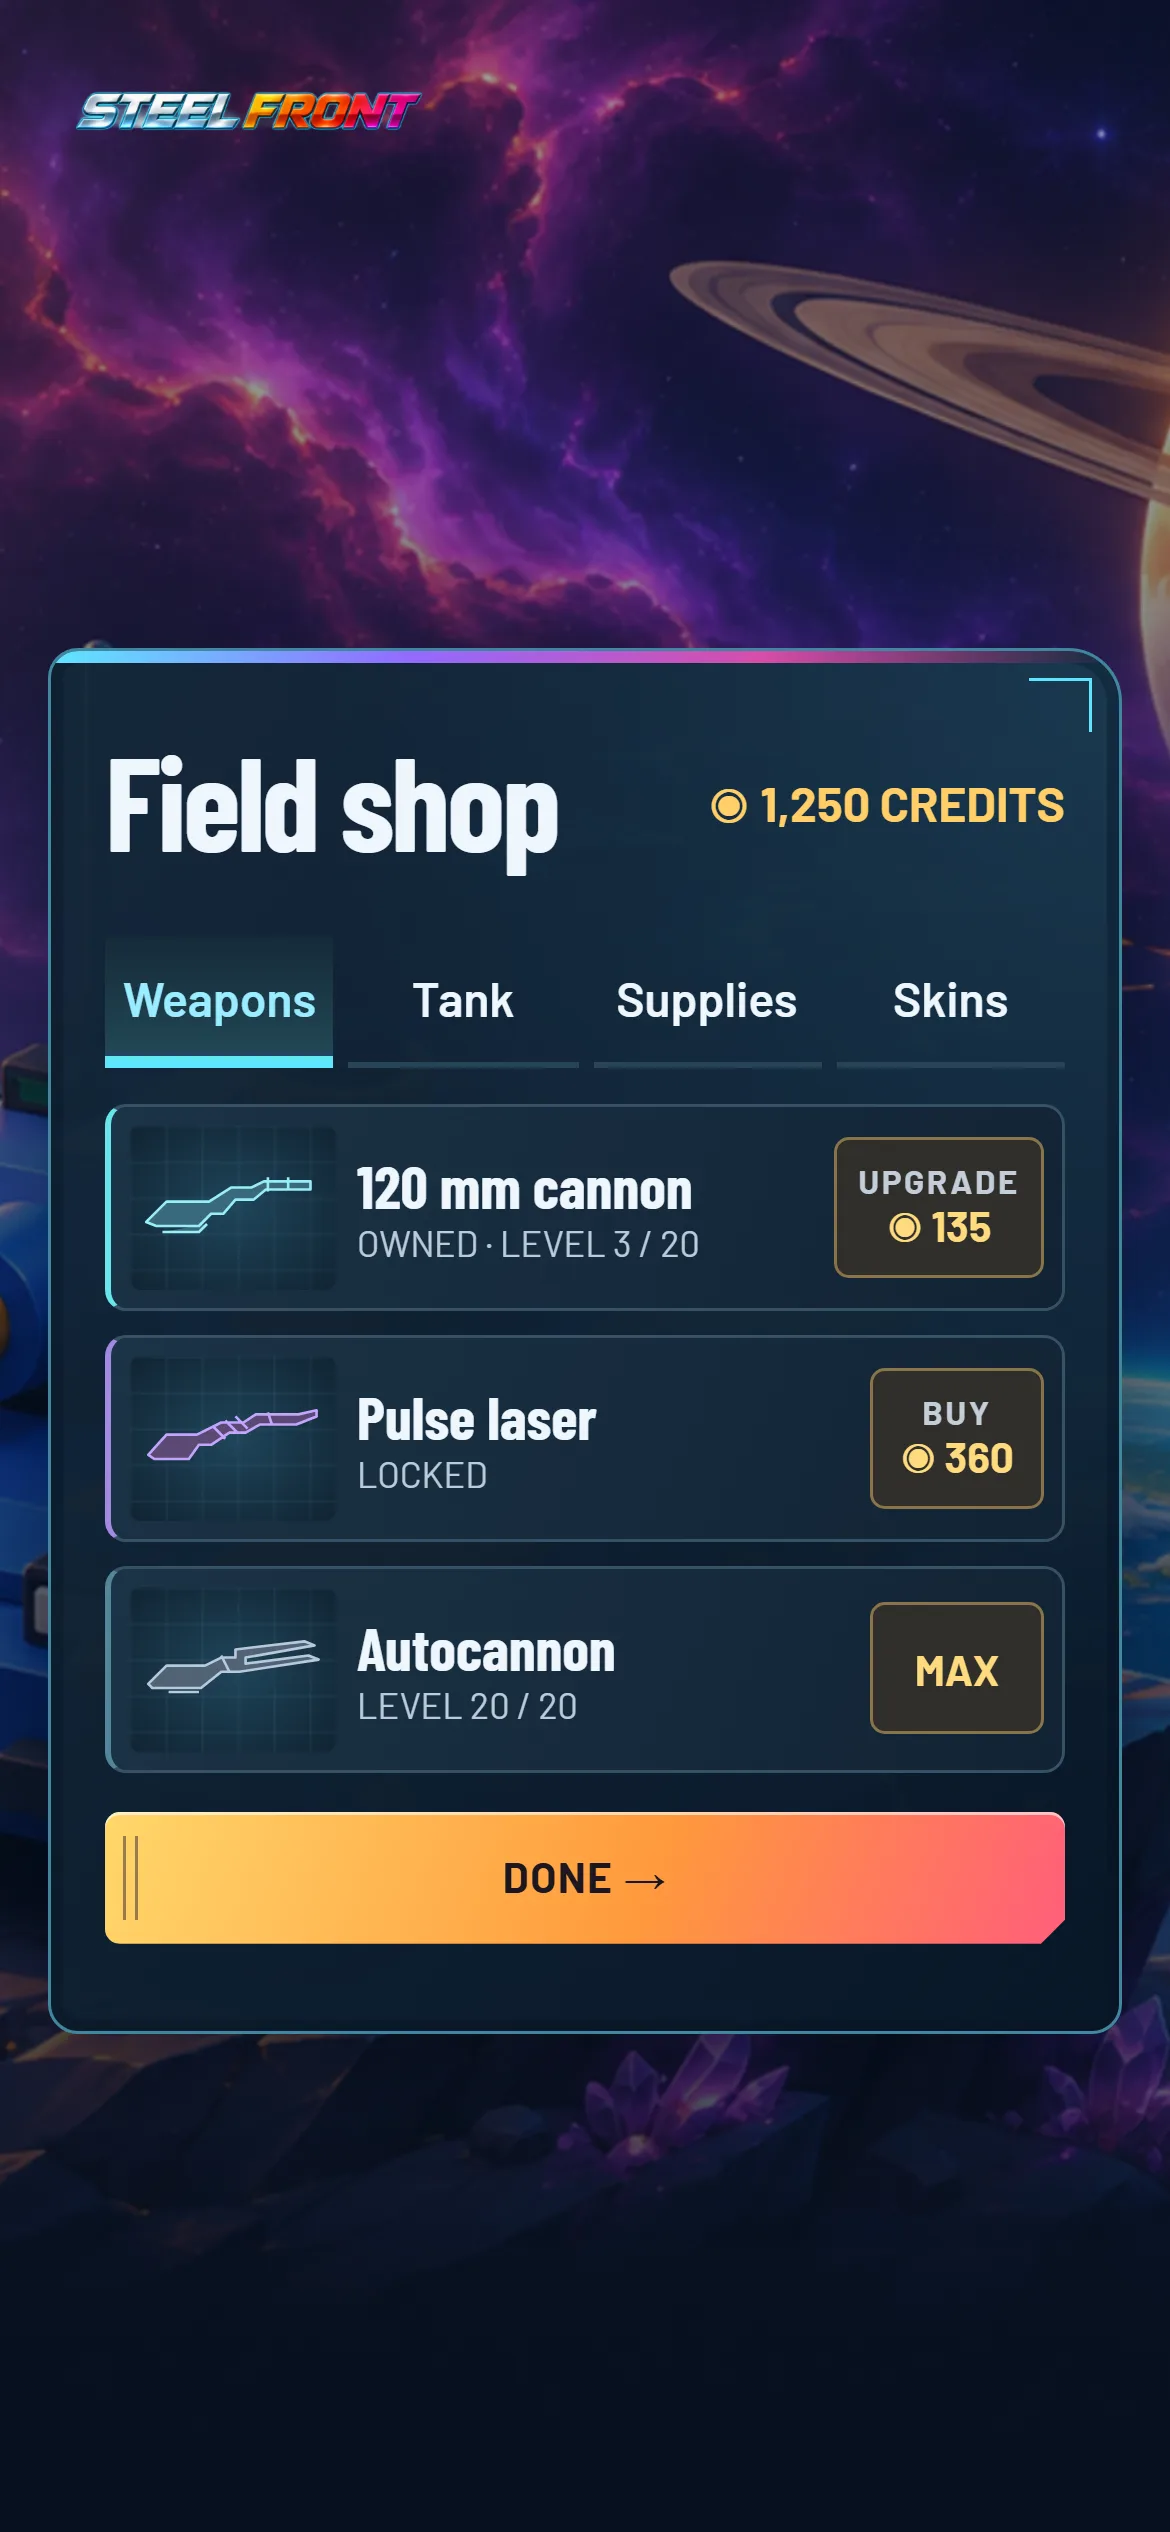 STEEL FRONT
Field shop
1,250 CREDITS
Weapons
Tank
Supplies
Skins
120 mm cannon
OWNED · LEVEL 3 / 20
UPGRADE
135
Pulse laser
LOCKED
BUY
360
Autocannon
LEVEL 20 / 20
MAX
DONE →